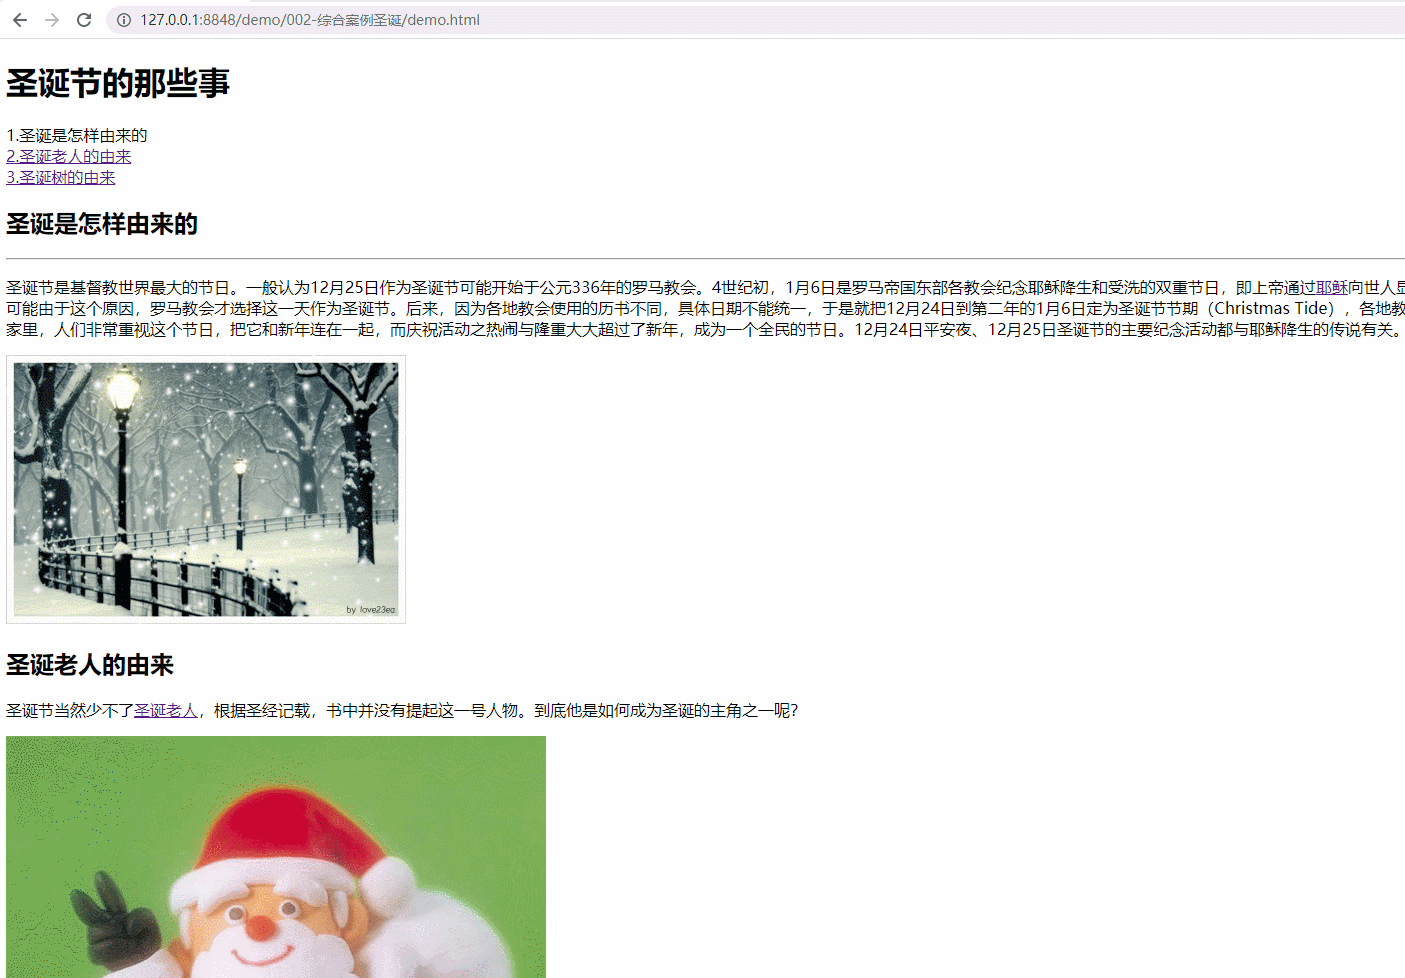 127.0.0.1:8848/demo/002-综合案例圣诞/demo.html
圣诞节的那些事
1.圣诞是怎样由来的
2.圣诞老人的由来
3.圣诞树的由来
圣诞是怎样由来的
圣诞节是基督教世界最大的节日。一般认为12月25日作为圣诞节可能开始于公元336年的罗马教会。4世纪初，1月6日是罗马帝国东部各教会纪念耶稣降生和受洗的双重节日，即上帝通过耶稣向世人显
可能由于这个原因，罗马教会才选择这一天作为圣诞节。后来，因为各地教会使用的历书不同，具体日期不能统一，于是就把12月24日到第二年的1月6日定为圣诞节节期（Christmas Tide），各地教
家里，人们非常重视这个节日，把它和新年连在一起，而庆祝活动之热闹与隆重大大超过了新年，成为一个全民的节日。12月24日平安夜、12月25日圣诞节的主要纪念活动都与耶稣降生的传说有关。
by love23ea
圣诞老人的由来
圣诞节当然少不了圣诞老人，根据圣经记载，书中并没有提起这一号人物。到底他是如何成为圣诞的主角之一呢?